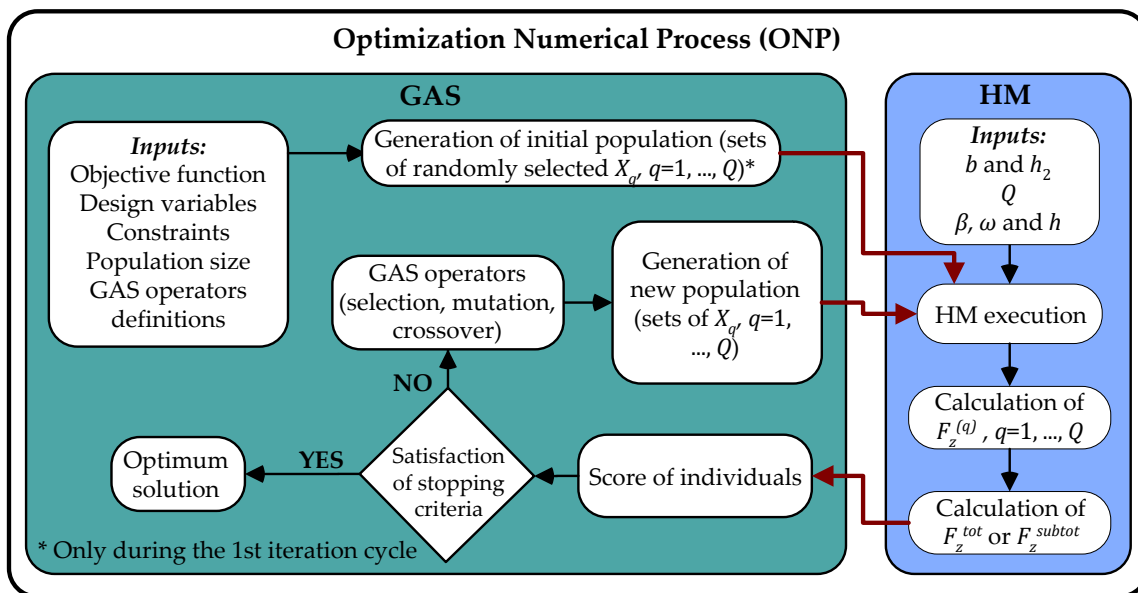 Optimization Numerical Process (ONP)
GAS
Inputs:
Objective function
Design variables
Constraints
Population size
GAS operators
definitions
Generation of initial population (sets
of randomly selected X_q, q=1, ..., Q)*
GAS operators
(selection, mutation,
crossover)
Generation of
new population
(sets of X_q, q=1,
..., Q)
NO
Satisfaction
of stopping
criteria
YES
Optimum
solution
Score of individuals
* Only during the 1st iteration cycle
HM
Inputs:
b and h₂
Q
β, ω and h
HM execution
Calculation of
F_z^(q) , q=1, ..., Q
Calculation of
F_z^tot or F_z^subtot